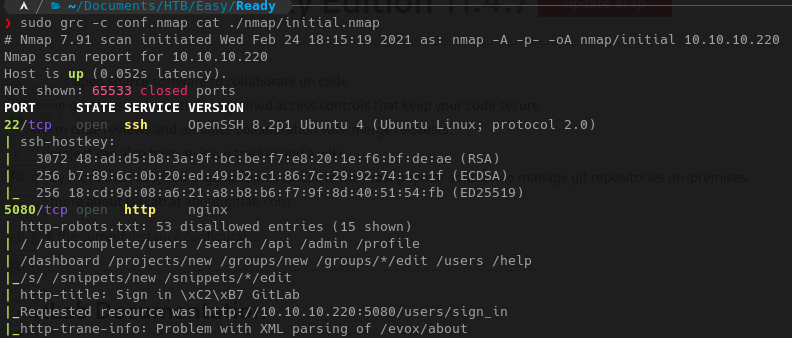 ~/Documents/HTB/Easy/Ready
❯ sudo grc -c conf.nmap cat ./nmap/initial.nmap
# Nmap 7.91 scan initiated Wed Feb 24 18:15:19 2021 as: nmap -A -p- -oA nmap/initial 10.10.10.220
Nmap scan report for 10.10.10.220
Host is up (0.052s latency).
Not shown: 65533 closed ports
PORT     STATE SERVICE VERSION
22/tcp   open  ssh     OpenSSH 8.2p1 Ubuntu 4 (Ubuntu Linux; protocol 2.0)
| ssh-hostkey:
|   3072 48:ad:d5:b8:3a:9f:bc:be:f7:e8:20:1e:f6:bf:de:ae (RSA)
|   256 b7:89:6c:0b:20:ed:49:b2:c1:86:7c:29:92:74:1c:1f (ECDSA)
|_  256 18:cd:9d:08:a6:21:a8:b8:b6:f7:9f:8d:40:51:54:fb (ED25519)
5080/tcp open  http    nginx
| http-robots.txt: 53 disallowed entries (15 shown)
| / /autocomplete/users /search /api /admin /profile
| /dashboard /projects/new /groups/new /groups/*/edit /users /help
|_/s/ /snippets/new /snippets/*/edit
| http-title: Sign in \xC2\xB7 GitLab
|_Requested resource was http://10.10.10.220:5080/users/sign_in
|_http-trane-info: Problem with XML parsing of /evox/about